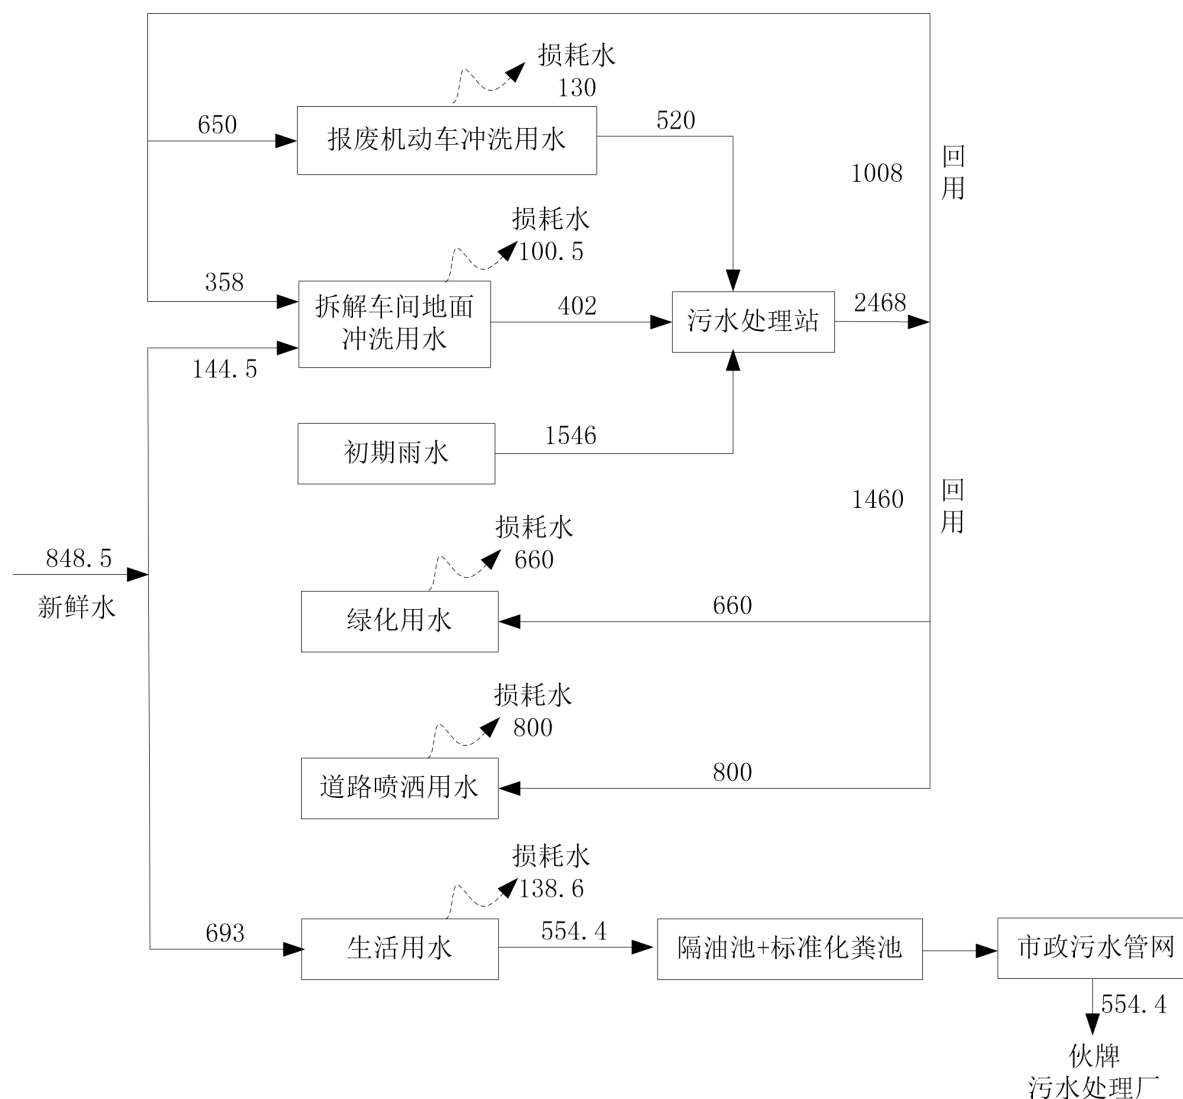 损耗水
130
650
报废机动车冲洗用水
520
回
用
1008
损耗水
100.5
358
拆解车间地面
冲洗用水
402
污水处理站
2468
144.5
初期雨水
1546
1460
回
用
848.5
新鲜水
损耗水
660
绿化用水
660
损耗水
800
道路喷洒用水
800
损耗水
138.6
693
生活用水
554.4
隔油池+标准化粪池
市政污水管网
554.4
伙牌
污水处理厂